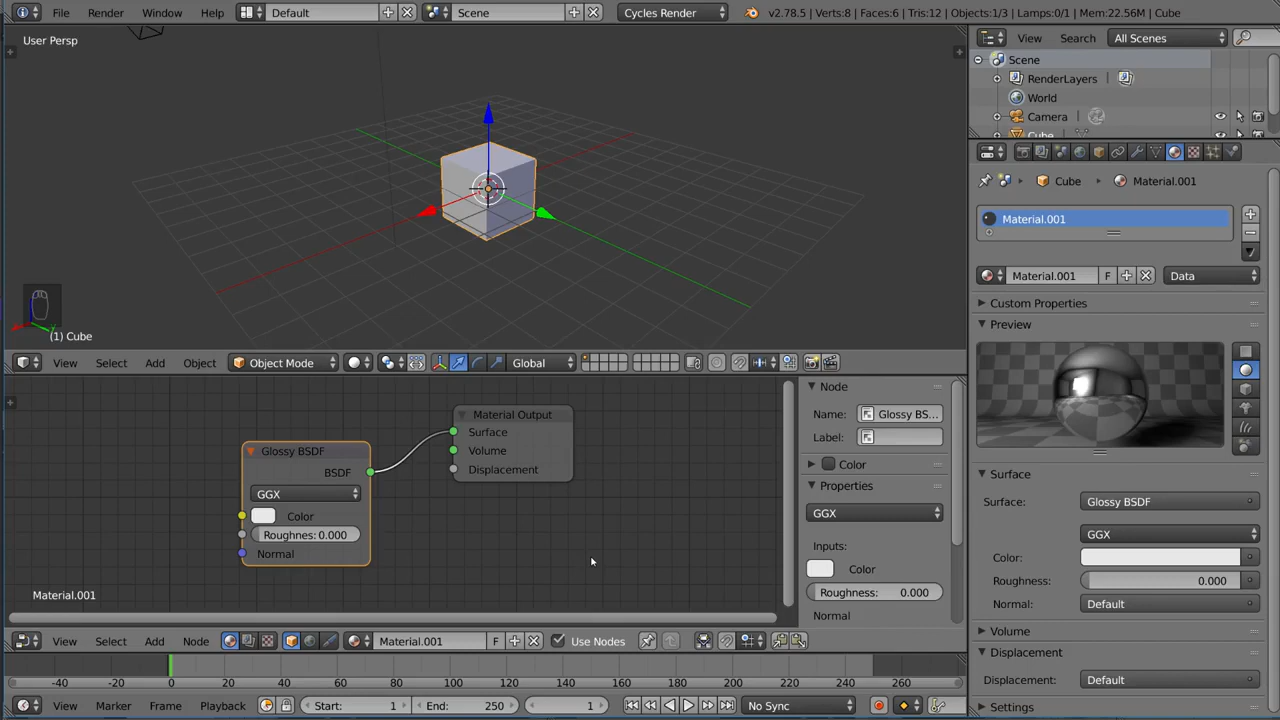 File Render Window Help Default Scene Cycles Render v2.78.5 | Verts:8 | Faces:6 | Tris:12 | Objects:1/3 | Lamps:0/1 | Mem:22.56M | Cube
User Persp
(1) Cube
View Select Add Object Object Mode Global
View Search All Scenes
Scene
RenderLayers
World
Camera
Cube
Cube Material.001
Material.001
Material.001 F Data
Custom Properties
Preview
Surface
Surface: Glossy BSDF
GGX
Color:
Roughness: 0.000
Normal: Default
Volume
Displacement
Displacement: Default
Settings
Glossy BSDF
BSDF
GGX
Color
Roughnes: 0.000
Normal
Material Output
Surface
Volume
Displacement
Material.001
Node
Name: Glossy BS...
Label:
Color
Properties
GGX
Inputs:
Color
Roughness: 0.000
Normal
View Select Add Node Material.001 F Use Nodes
-40 -20 0 20 40 60 80 100 120 140 160 180 200 220 240 260
View Marker Frame Playback Start: 1 End: 250 1 No Sync